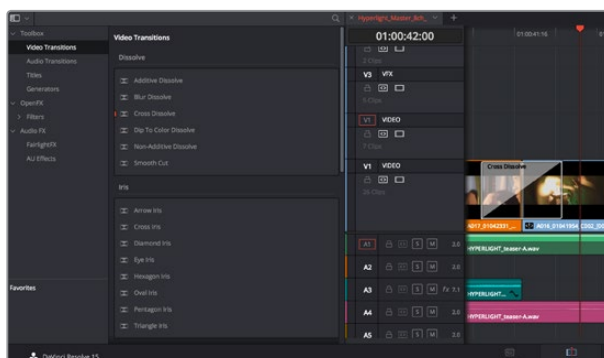 Toolbox
Video Transitions
Audio Transitions
Titles
Generators
OpenFX
Filters
Audio FX
FairlightFX
AU Effects
Favorites
Video Transitions
Dissolve
Additive Dissolve
Blur Dissolve
Cross Dissolve
Dip To Color Dissolve
Non-Additive Dissolve
Smooth Cut
Iris
Arrow Iris
Cross Iris
Diamond Iris
Eye Iris
Hexagon Iris
Oval Iris
Pentagon Iris
Triangle Iris
× Hyperlight_Master_8ch_ +
01:00:42:00
2 Clips
V3 VFX
5 Clips
V1 VIDEO
7 Clips
V1 VIDEO
A1 S M 2.0
A2 S M 2.0
A3 S M fx 7.1
A4 S M 2.0
A5 S M 2.0
01:00:41:16
Cross Dissolve
HYPERLIGHT_teaser-A.wav
HYPERLIGHT_...
HYPERLIGHT_teaser-A.wav
DaVinci Resolve 15